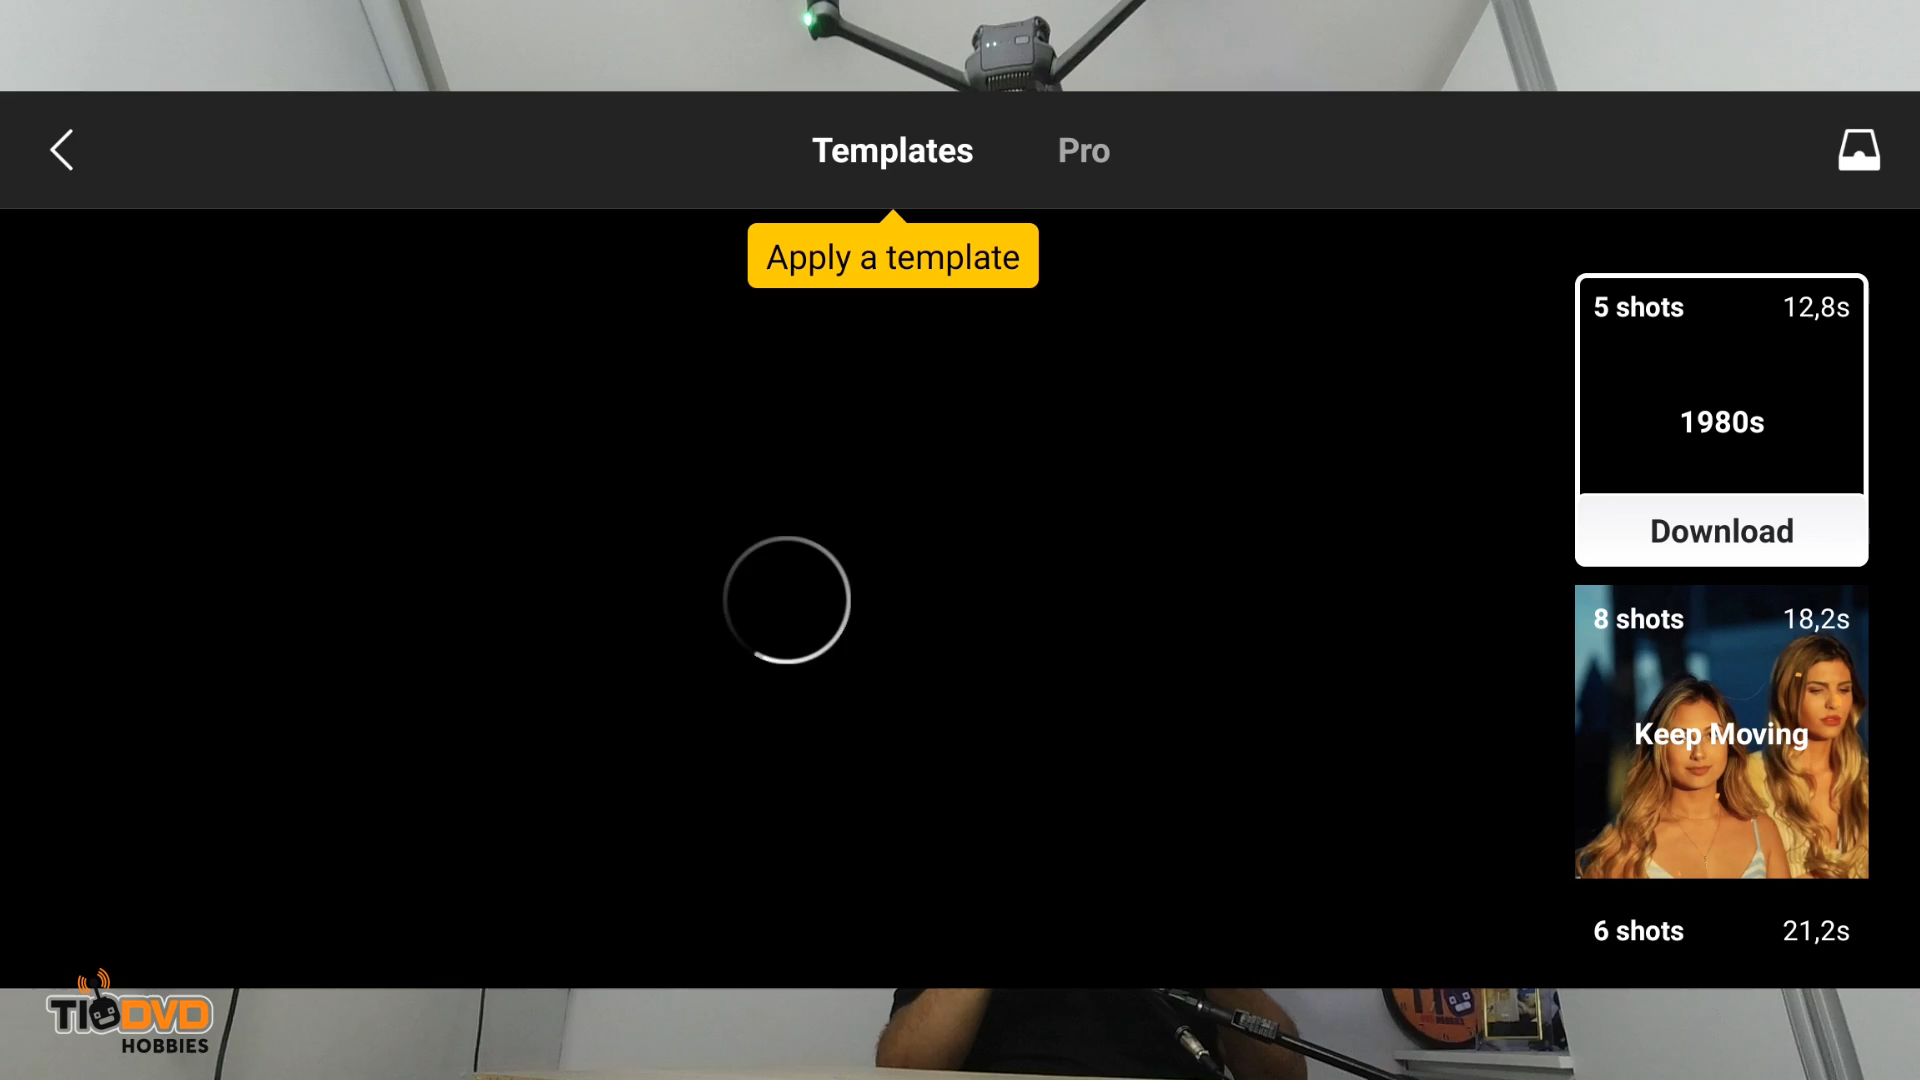 Templates
Pro
Apply a template
5 shots
12,8s
1980s
Download
8 shots
18,2s
Keep Moving
6 shots
21,2s
TIODVD
HOBBIES